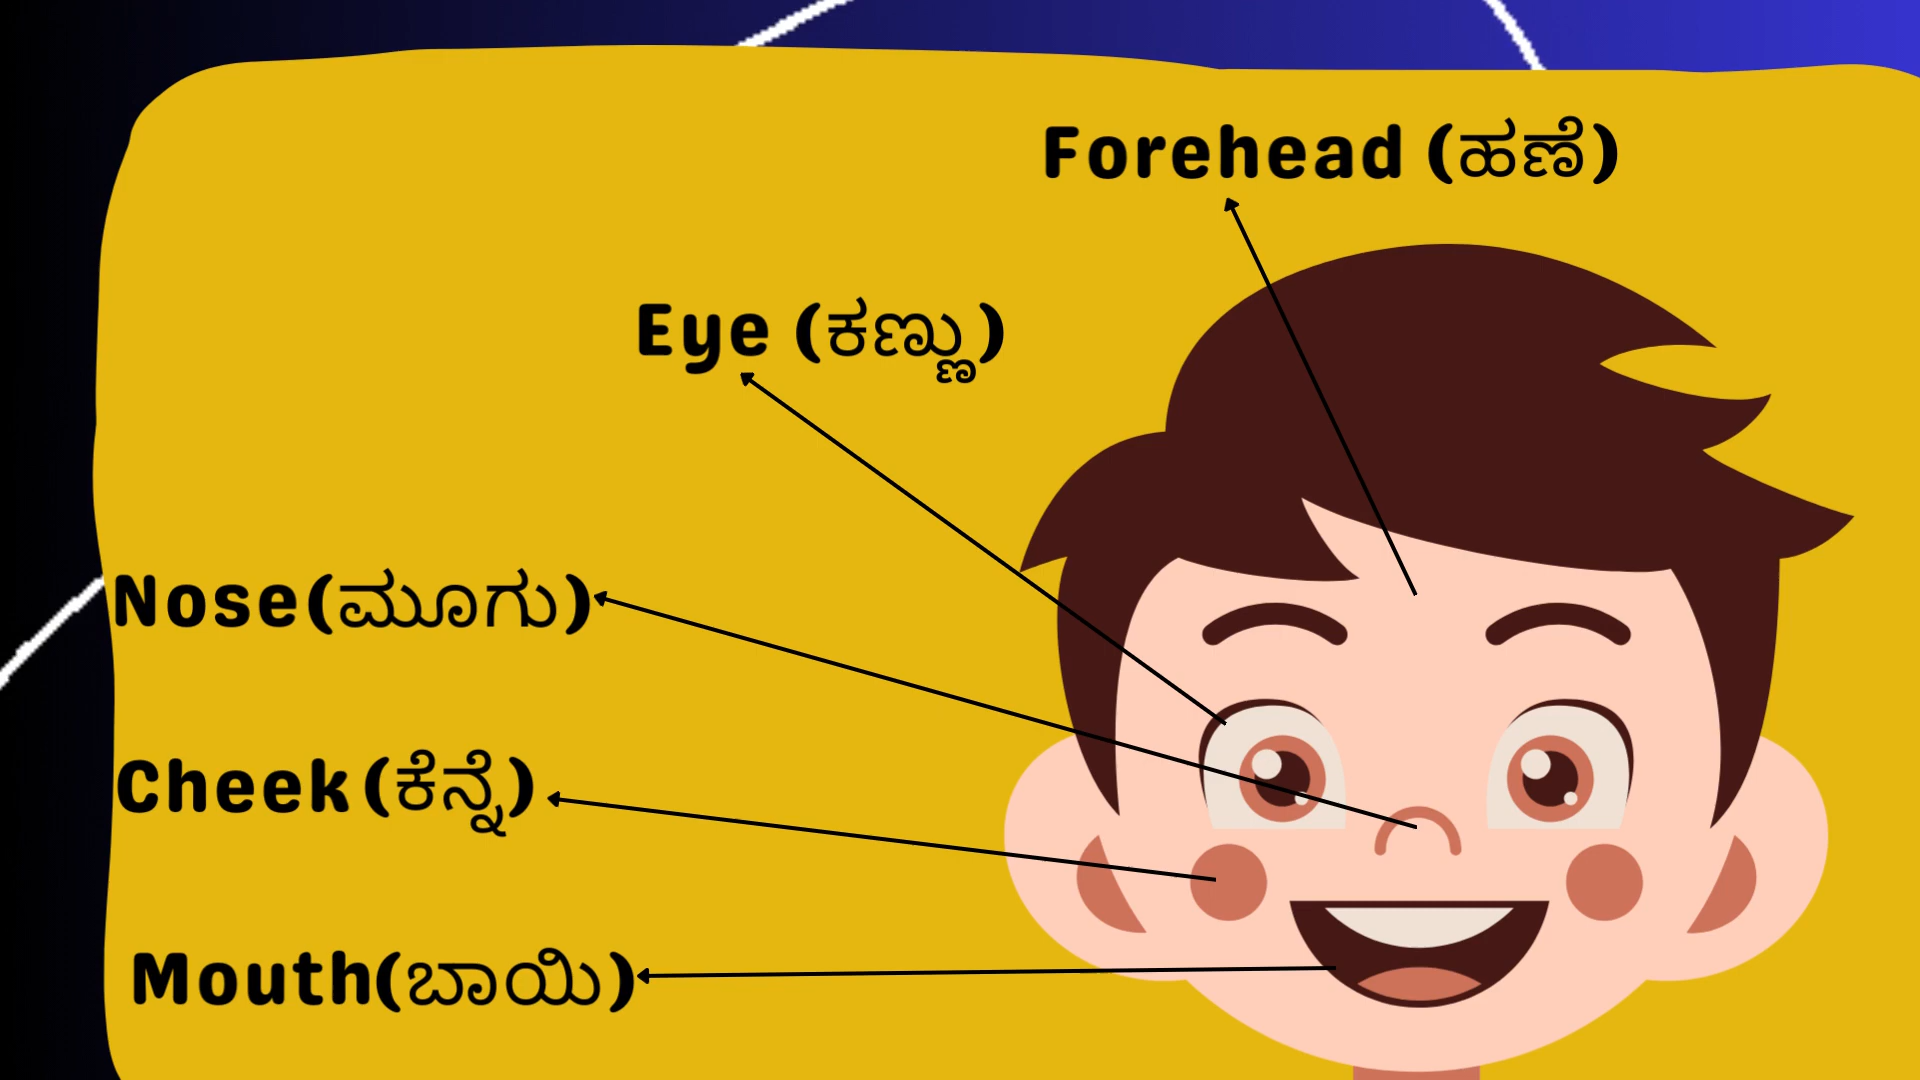 Forehead (ಹಣೆ)
Eye (ಕಣ್ಣು)
Nose(ಮೂಗು)
Cheek(ಕೆನ್ನೆ)
Mouth(ಬಾಯಿ)